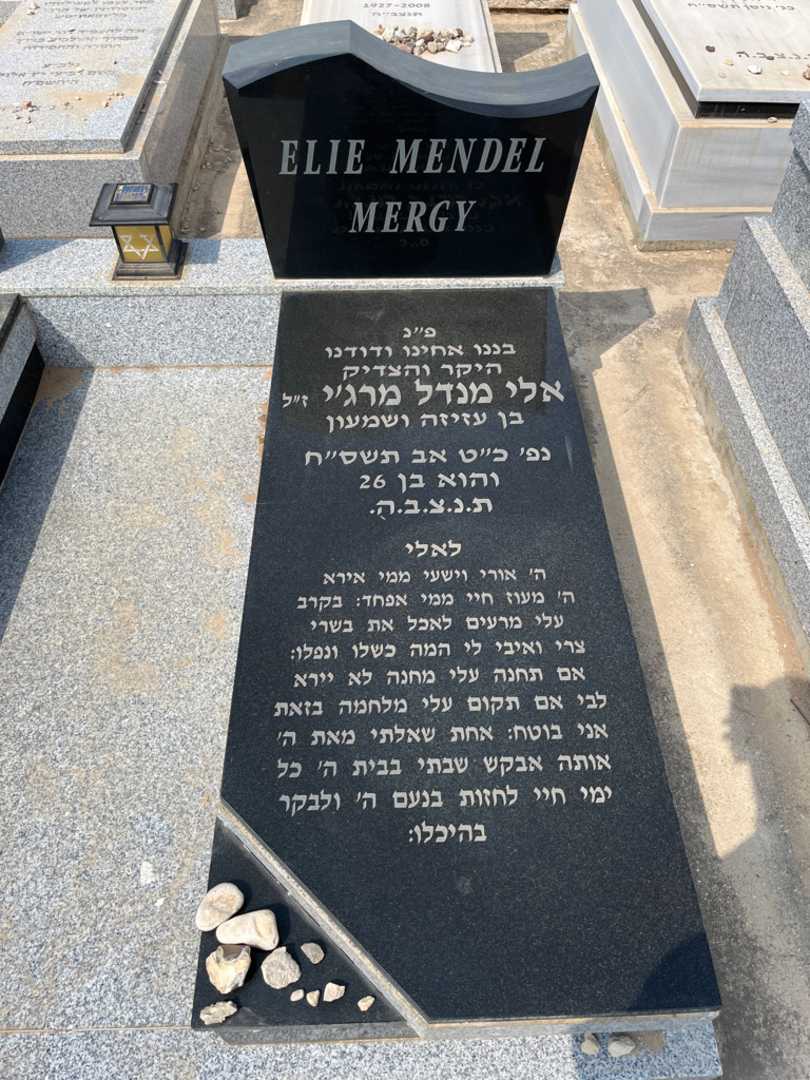 1927-2008
ת.נ.צ.ב.ה
ELIE MENDEL
MERGY
פ״נ
בננו אחינו ודודנו
היקר והצדיק
אלי מנדל מרג׳י ז״ל
בן עזיזה ושמעון
נפ׳ כ״ט אב תשס״ח
והוא בן 26
ת.נ.צ.ב.ה.
לאלי
ה׳ אורי וישעי ממי אירא
ה׳ מעוז חיי ממי אפחד: בקרב
עלי מרעים לאכל את בשרי
צרי ואיבי לי המה כשלו ונפלו:
אם תחנה עלי מחנה לא יירא
לבי אם תקום עלי מלחמה בזאת
אני בוטח: אחת שאלתי מאת ה׳
אותה אבקש שבתי בבית ה׳ כל
ימי חיי לחזות בנעם ה׳ ולבקר
בהיכלו: